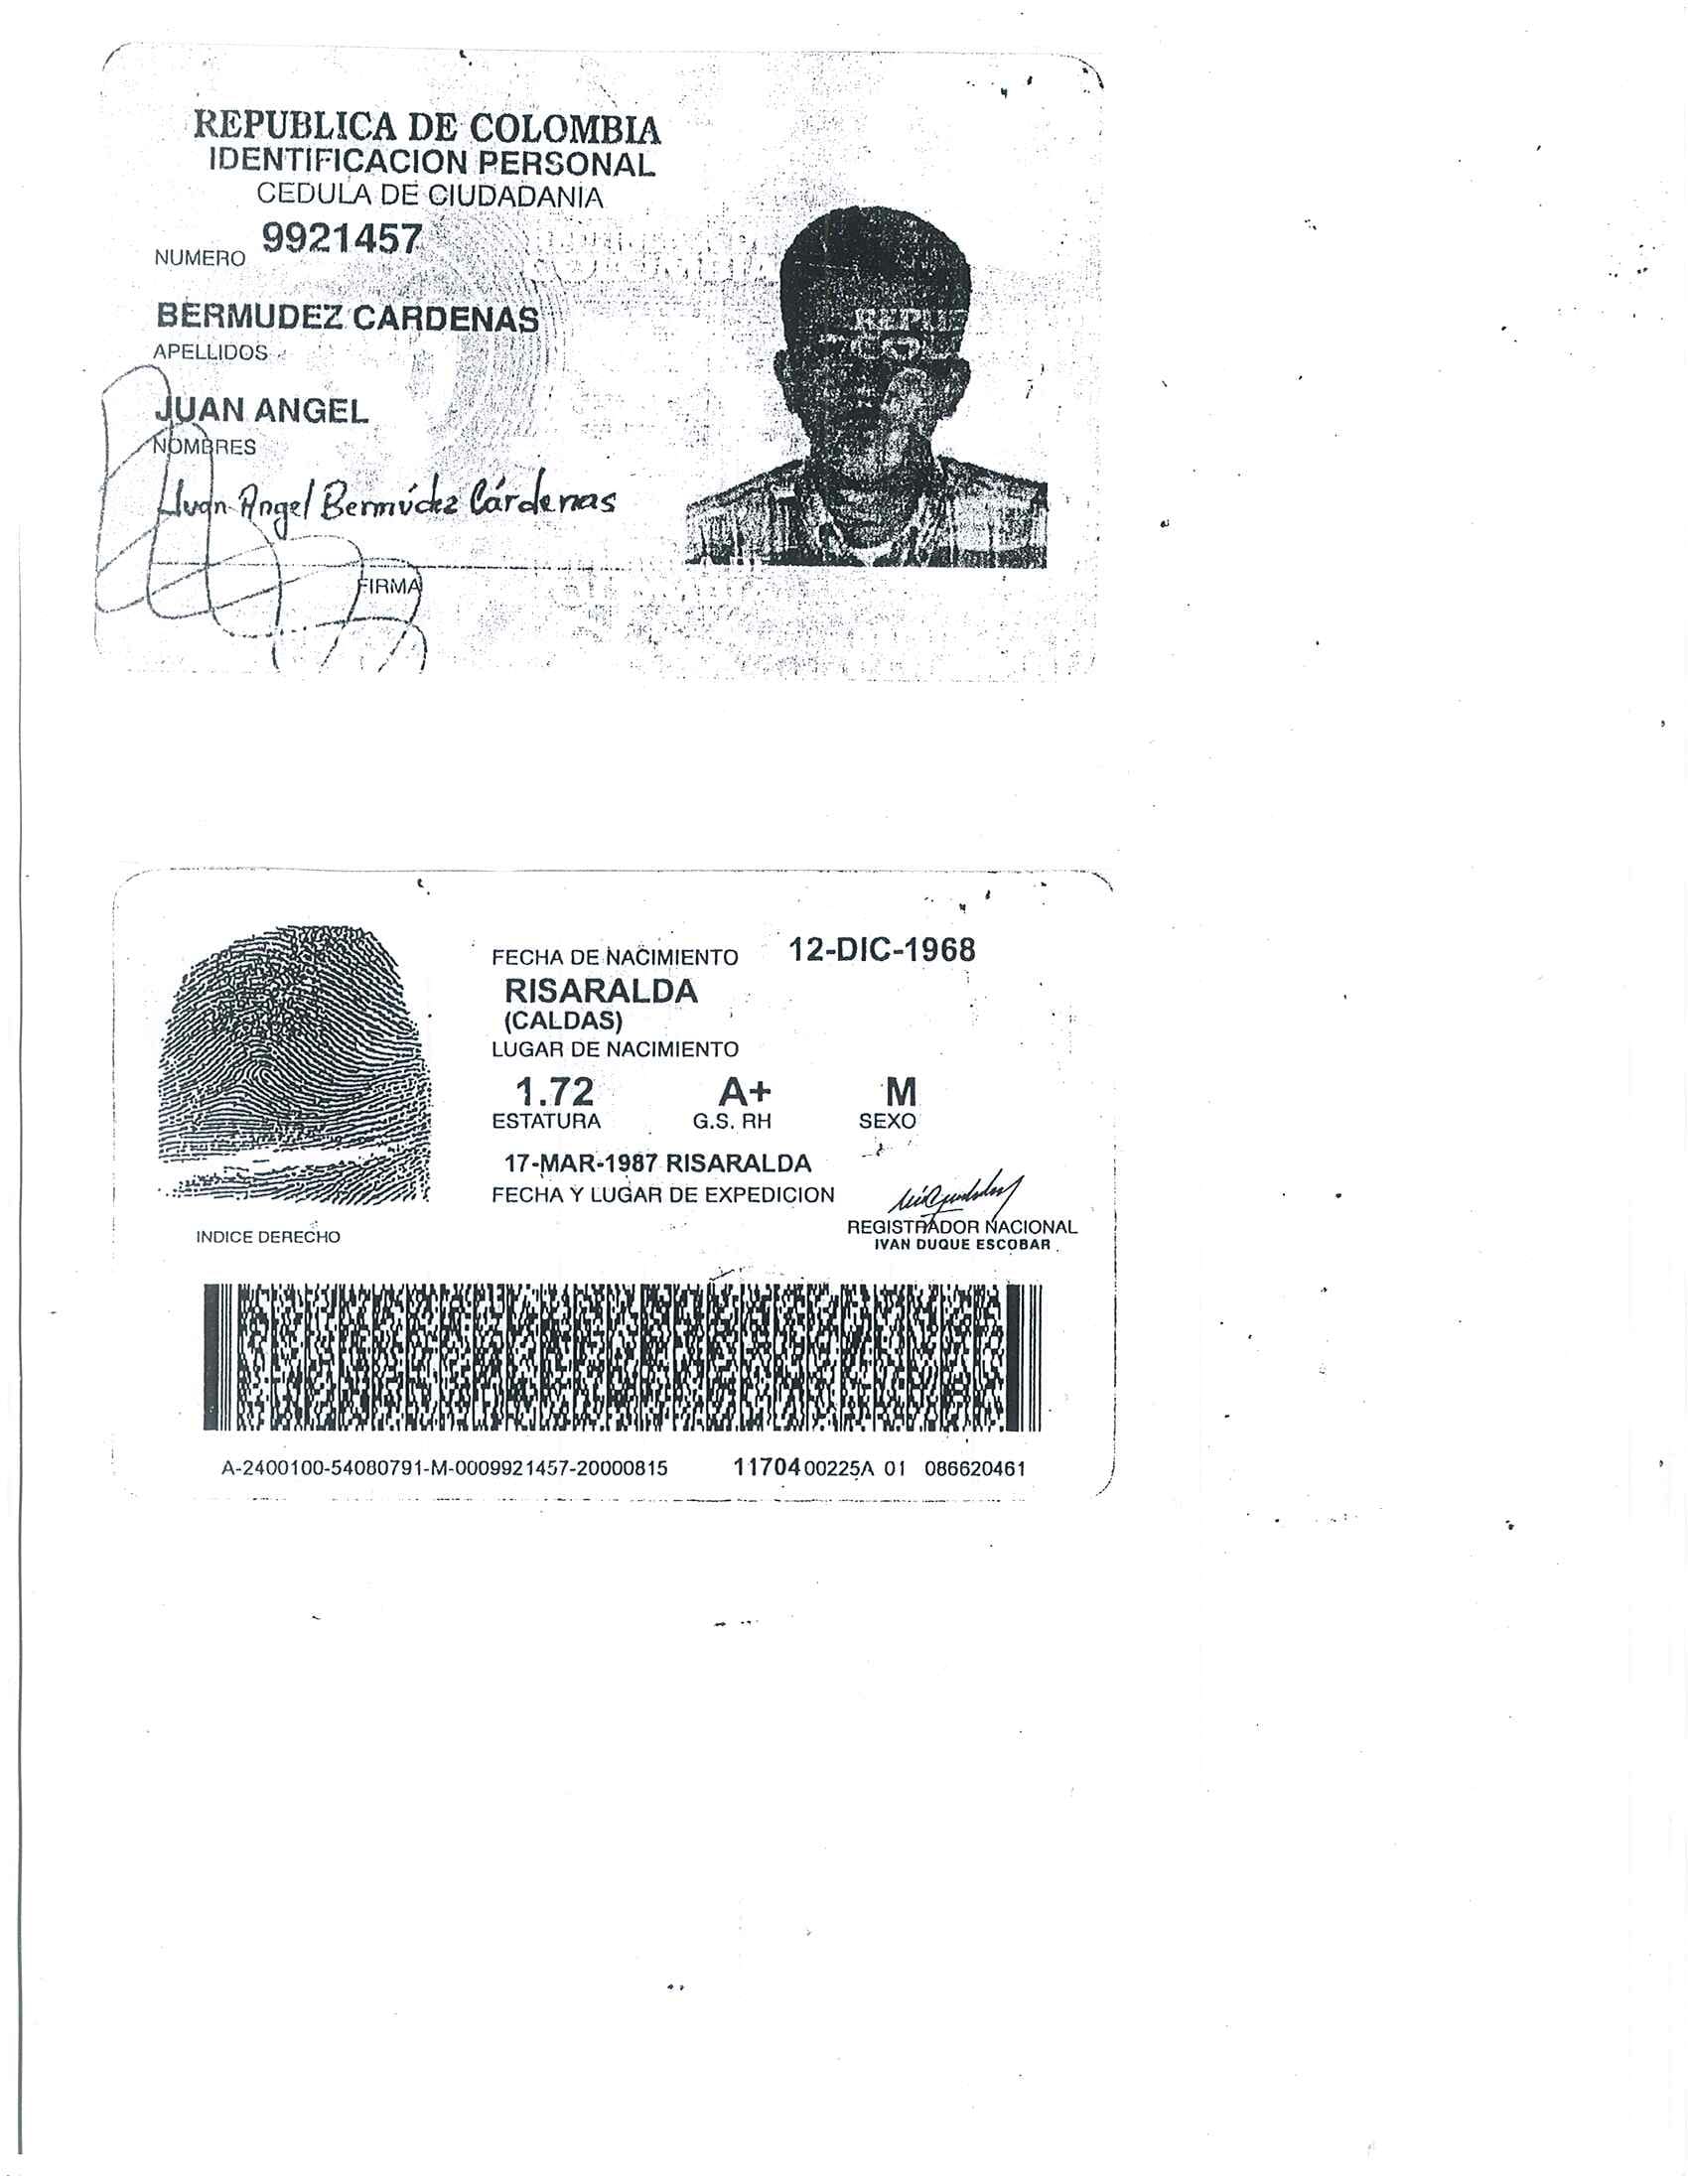 REPUBLICA DE COLOMBIA
IDENTIFICACION PERSONAL
CEDULA DE CIUDADANIA
NUMERO 9921457
BERMUDEZ CARDENAS
APELLIDOS
JUAN ANGEL
NOMBRES
Juan Angel Bermúdez Cárdenas
FIRMA
FECHA DE NACIMIENTO 12-DIC-1968
RISARALDA
(CALDAS)
LUGAR DE NACIMIENTO
1.72 A+ M
ESTATURA G.S. RH SEXO
17-MAR-1987 RISARALDA
FECHA Y LUGAR DE EXPEDICION
REGISTRADOR NACIONAL
IVAN DUQUE ESCOBAR
INDICE DERECHO
A-2400100-54080791-M-0009921457-20000815 1170400225A 01 086620461